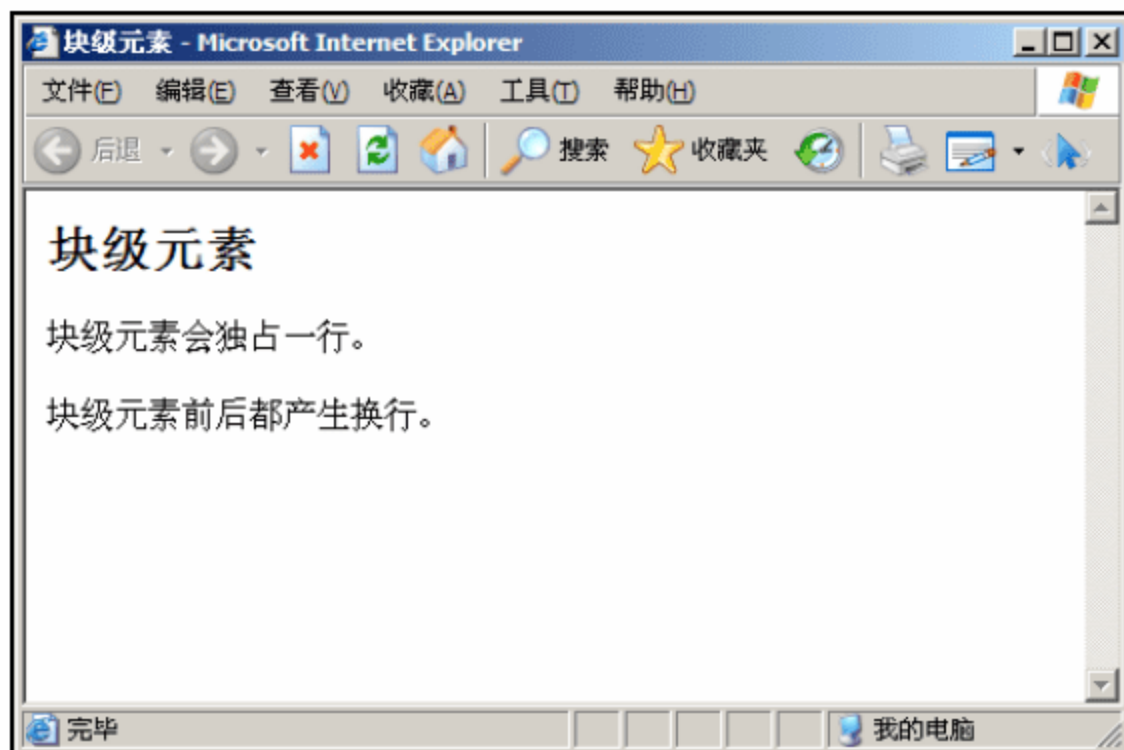 块级元素 - Microsoft Internet Explorer
文件(F) 编辑(E) 查看(V) 收藏(A) 工具(T) 帮助(H)
后退 搜索 收藏夹
块级元素
块级元素会独占一行。
块级元素前后都产生换行。
完毕 我的电脑